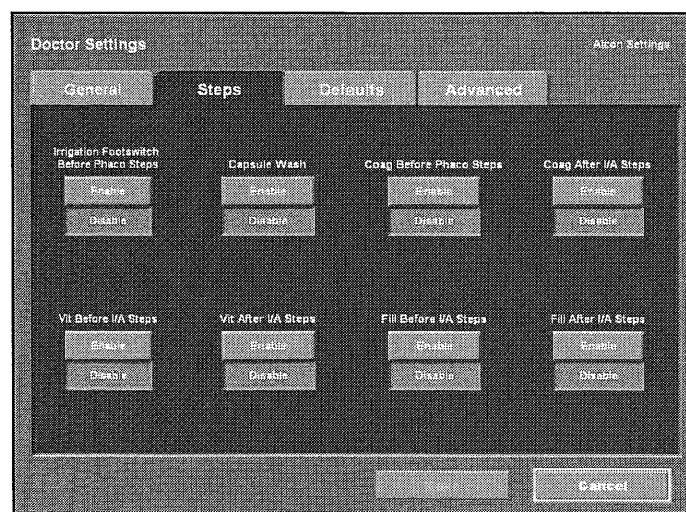 Doctor Settings
Alcon Settings
General Steps Defaults Advanced
Irrigation Footswitch
Before Phaco Steps Capsule Wash Coag Before Phaco Steps Coag After I/A Steps
Enable Enable Enable Enable
Disable Disable Disable Disable
Vit Before I/A Steps Vit After I/A Steps Fill Before I/A Steps Fill After I/A Steps
Enable Enable Enable Enable
Disable Disable Disable Disable
Cancel